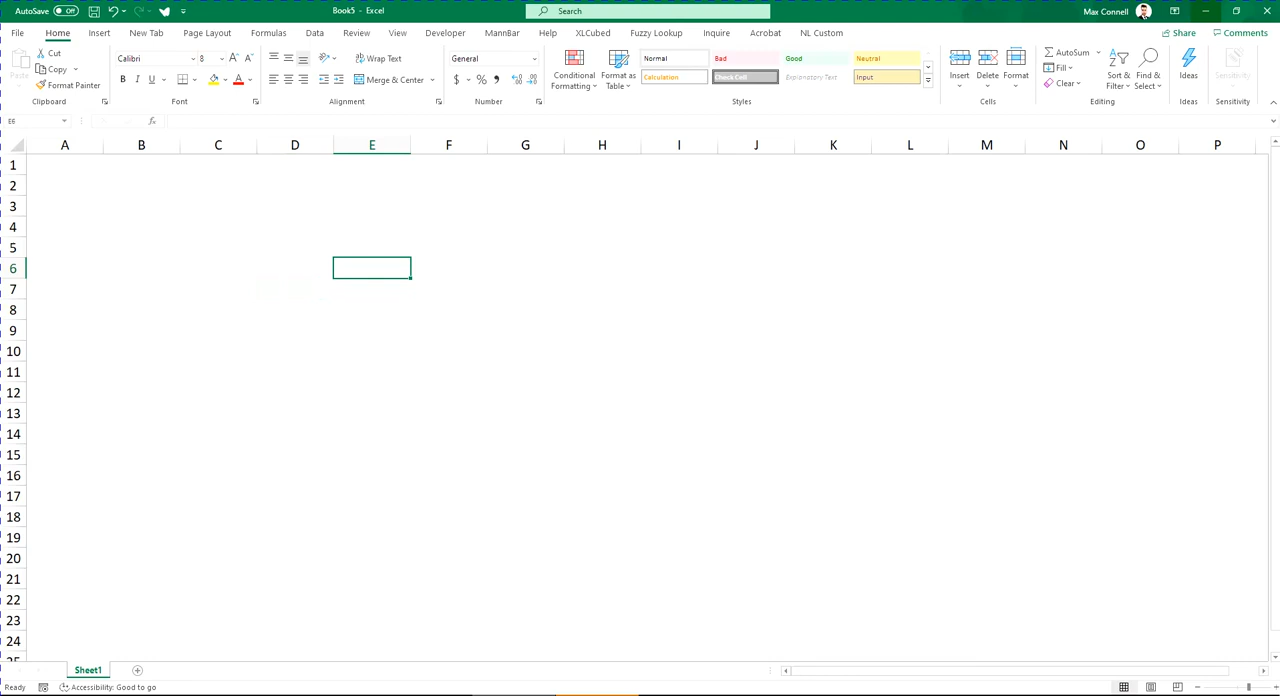 AutoSave Off Book5 - Excel Search Max Connell
File Home Insert New Tab Page Layout Formulas Data Review View Developer MannBar Help XLCubed Fuzzy Lookup Inquire Acrobat NL Custom Share Comments
Paste Cut Copy Format Painter
Calibri 8 A A
B I U A
Wrap Text
Merge & Center
General
$ %
Conditional Formatting
Format as Table
Normal Bad Good Neutral
Calculation Check Cell Explanatory Text Input
Insert Delete Format
AutoSum
Fill
Clear
Sort & Filter
Find & Select
Ideas
Sensitivity
Clipboard Font Alignment Number Styles Cells Editing Ideas Sensitivity
E6 fx
A B C D E F G H I J K L M N O P
1
2
3
4
5
6
7
8
9
10
11
12
13
14
15
16
17
18
19
20
21
22
23
24
25
Sheet1
Ready Accessibility: Good to go